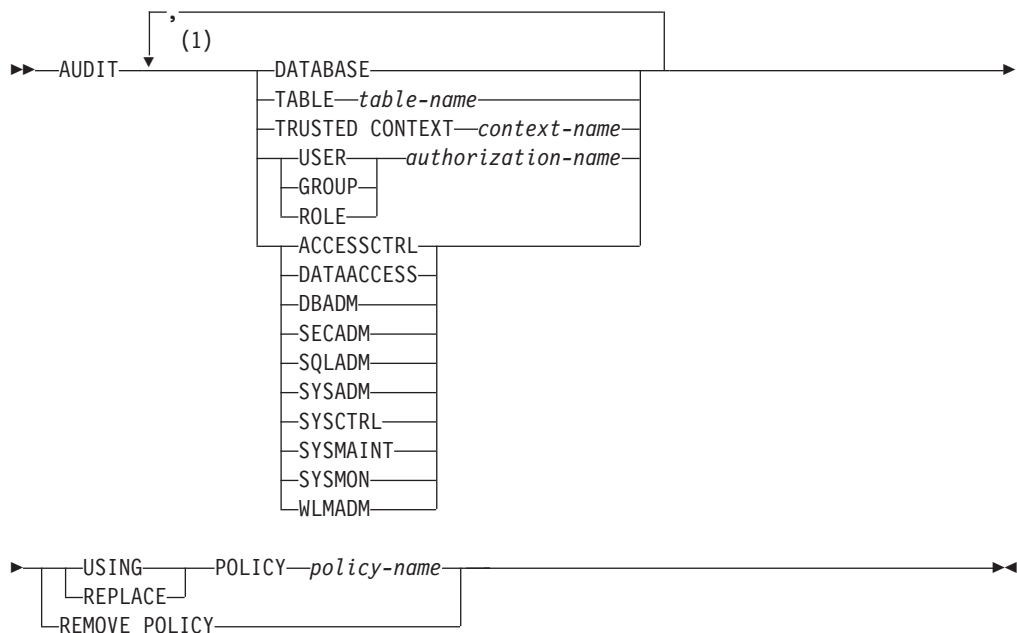 ,
(1)
AUDIT DATABASE
TABLE table-name
TRUSTED CONTEXT context-name
USER authorization-name
GROUP
ROLE
ACCESSCTRL
DATAACCESS
DBADM
SECADM
SQLADM
SYSADM
SYSCTRL
SYSMAINT
SYSMON
WLMADM
USING POLICY policy-name
REPLACE
REMOVE POLICY